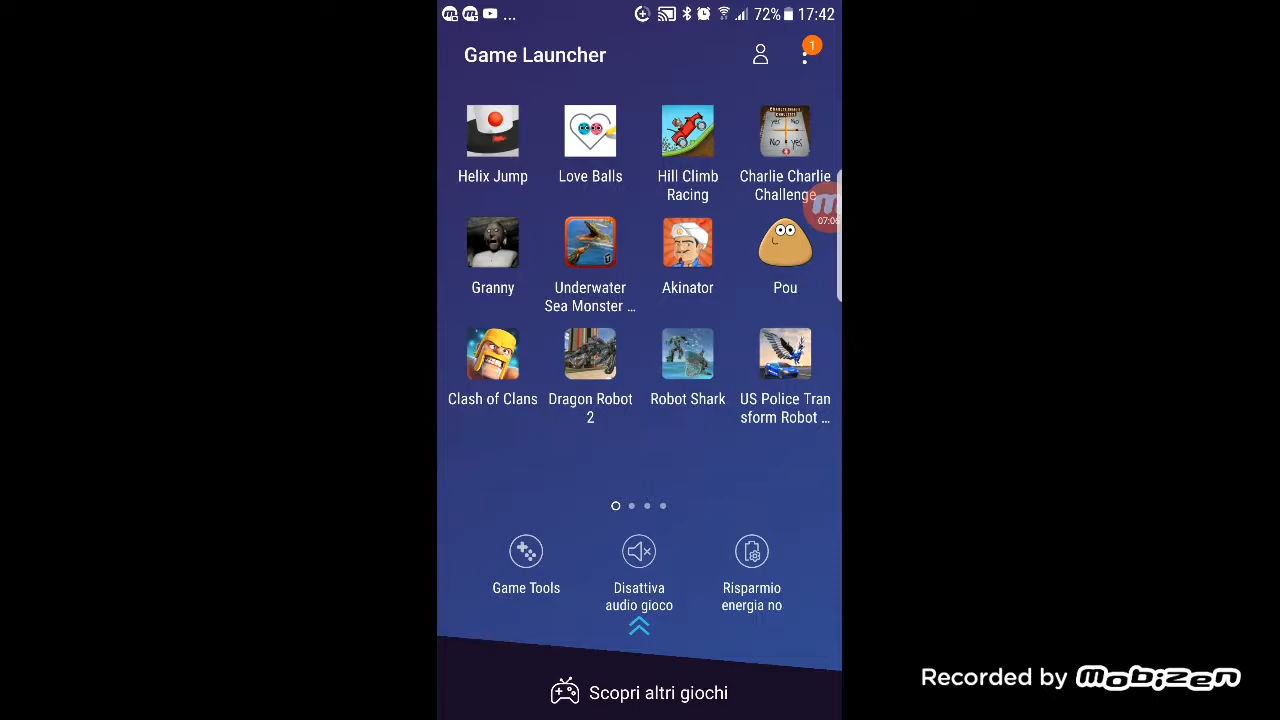 ... 72% 17:42
Game Launcher
1
Helix Jump
Love Balls
Hill Climb
Racing
Charlie Charlie
Challenge
07:06
Granny
Underwater
Sea Monster ...
Akinator
Pou
Clash of Clans
Dragon Robot
2
Robot Shark
US Police Tran
sform Robot ...
Game Tools
Disattiva
audio gioco
Risparmio
energia no
Scopri altri giochi
Recorded by mobizen